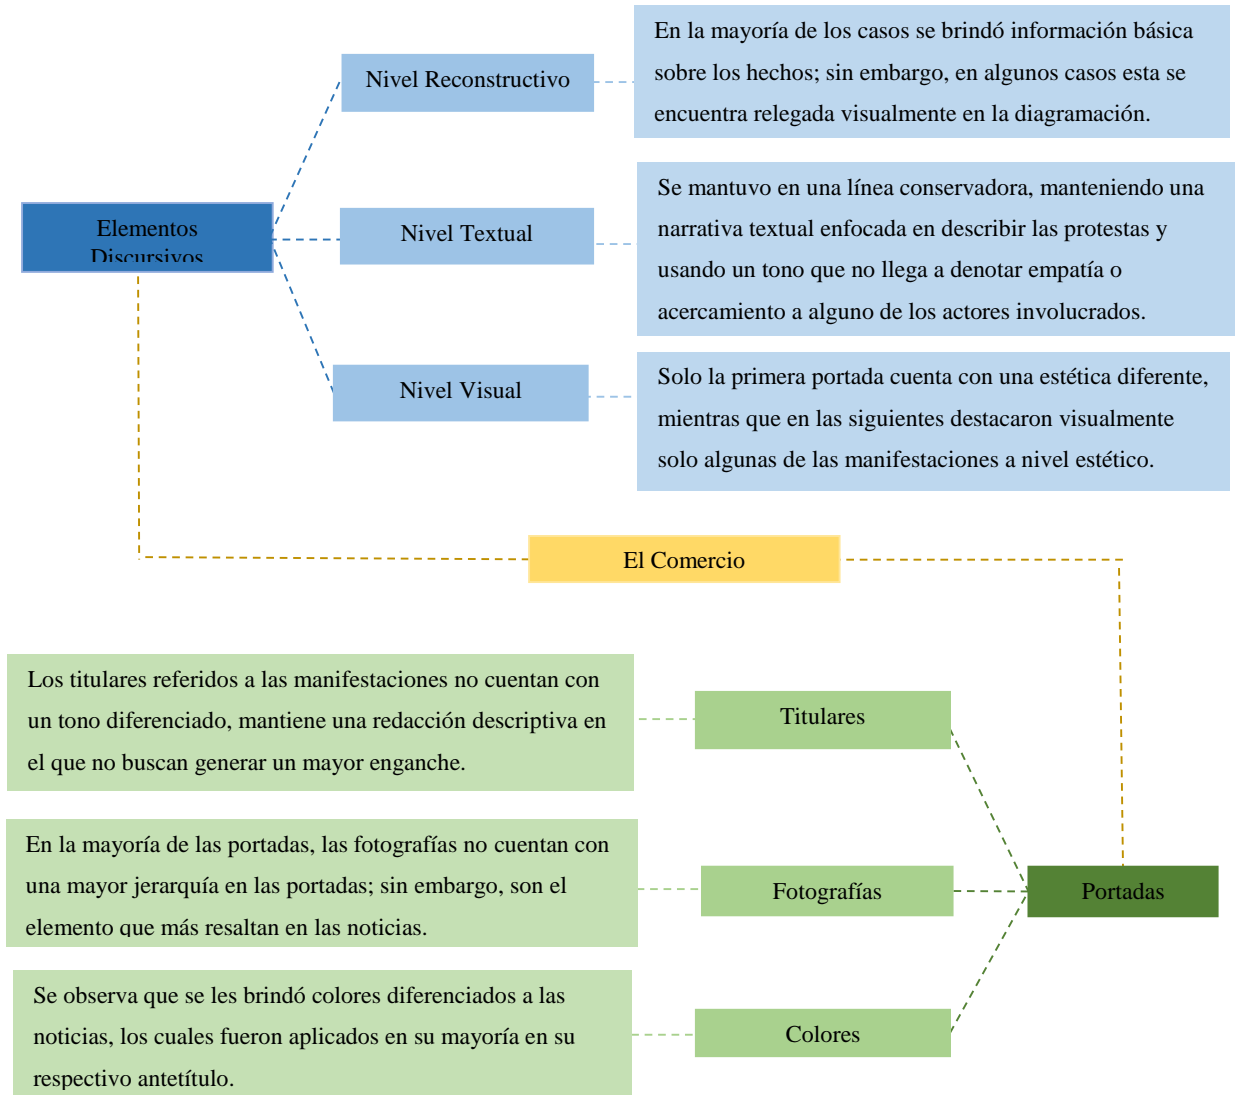 En la mayoría de los casos se brindó información básica
sobre los hechos; sin embargo, en algunos casos esta se
encuentra relegada visualmente en la diagramación.
Nivel Reconstructivo
Se mantuvo en una línea conservadora, manteniendo una
narrativa textual enfocada en describir las protestas y
usando un tono que no llega a denotar empatía o
acercamiento a alguno de los actores involucrados.
Elementos
Discursivos
Nivel Textual
Solo la primera portada cuenta con una estética diferente,
mientras que en las siguientes destacaron visualmente
solo algunas de las manifestaciones a nivel estético.
Nivel Visual
El Comercio
Los titulares referidos a las manifestaciones no cuentan con
un tono diferenciado, mantiene una redacción descriptiva en
el que no buscan generar un mayor enganche.
Titulares
En la mayoría de las portadas, las fotografías no cuentan con
una mayor jerarquía en las portadas; sin embargo, son el
elemento que más resaltan en las noticias.
Fotografías
Portadas
Se observa que se les brindó colores diferenciados a las
noticias, los cuales fueron aplicados en su mayoría en su
respectivo antetítulo.
Colores